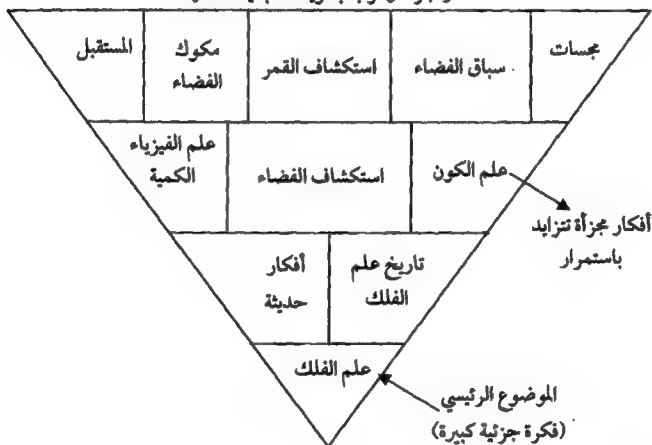 مجسات
سباق الفضاء
استكشاف القمر
مكوك
الفضاء
المستقبل
علم الكون
استكشاف الفضاء
علم الفيزياء
الكمية
أفكار مجزأة تتزايد
باستمرار
تاريخ علم
الفلك
أفكار
حديثة
علم الفلك
الموضوع الرئيسي
(فكرة جزئية كبيرة)